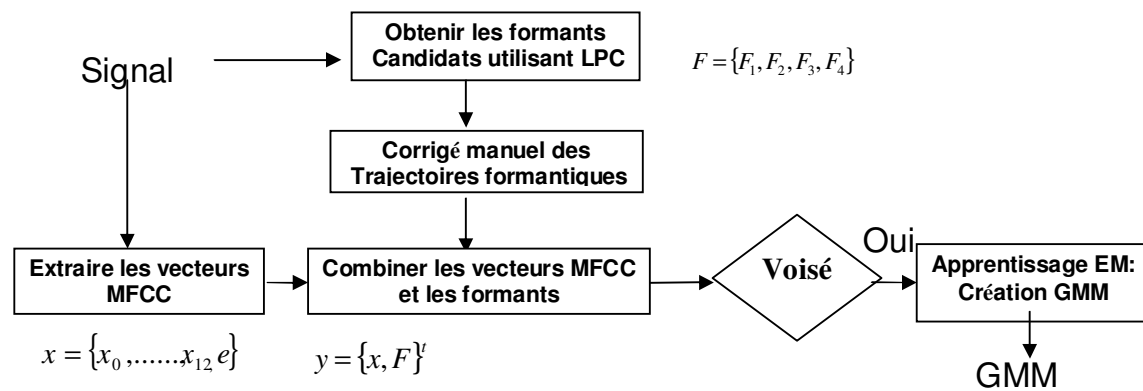 Signal
Obtenir les formants
Candidats utilisant LPC
F = {F₁, F₂, F₃, F₄}
Corrigé manuel des
Trajectoires formantiques
Extraire les vecteurs
MFCC
Combiner les vecteurs MFCC
et les formants
Voisé
Oui
Apprentissage EM:
Création GMM
x = {x₀ ,......,x₁₂, e}
y = {x, F}ᵗ
GMM